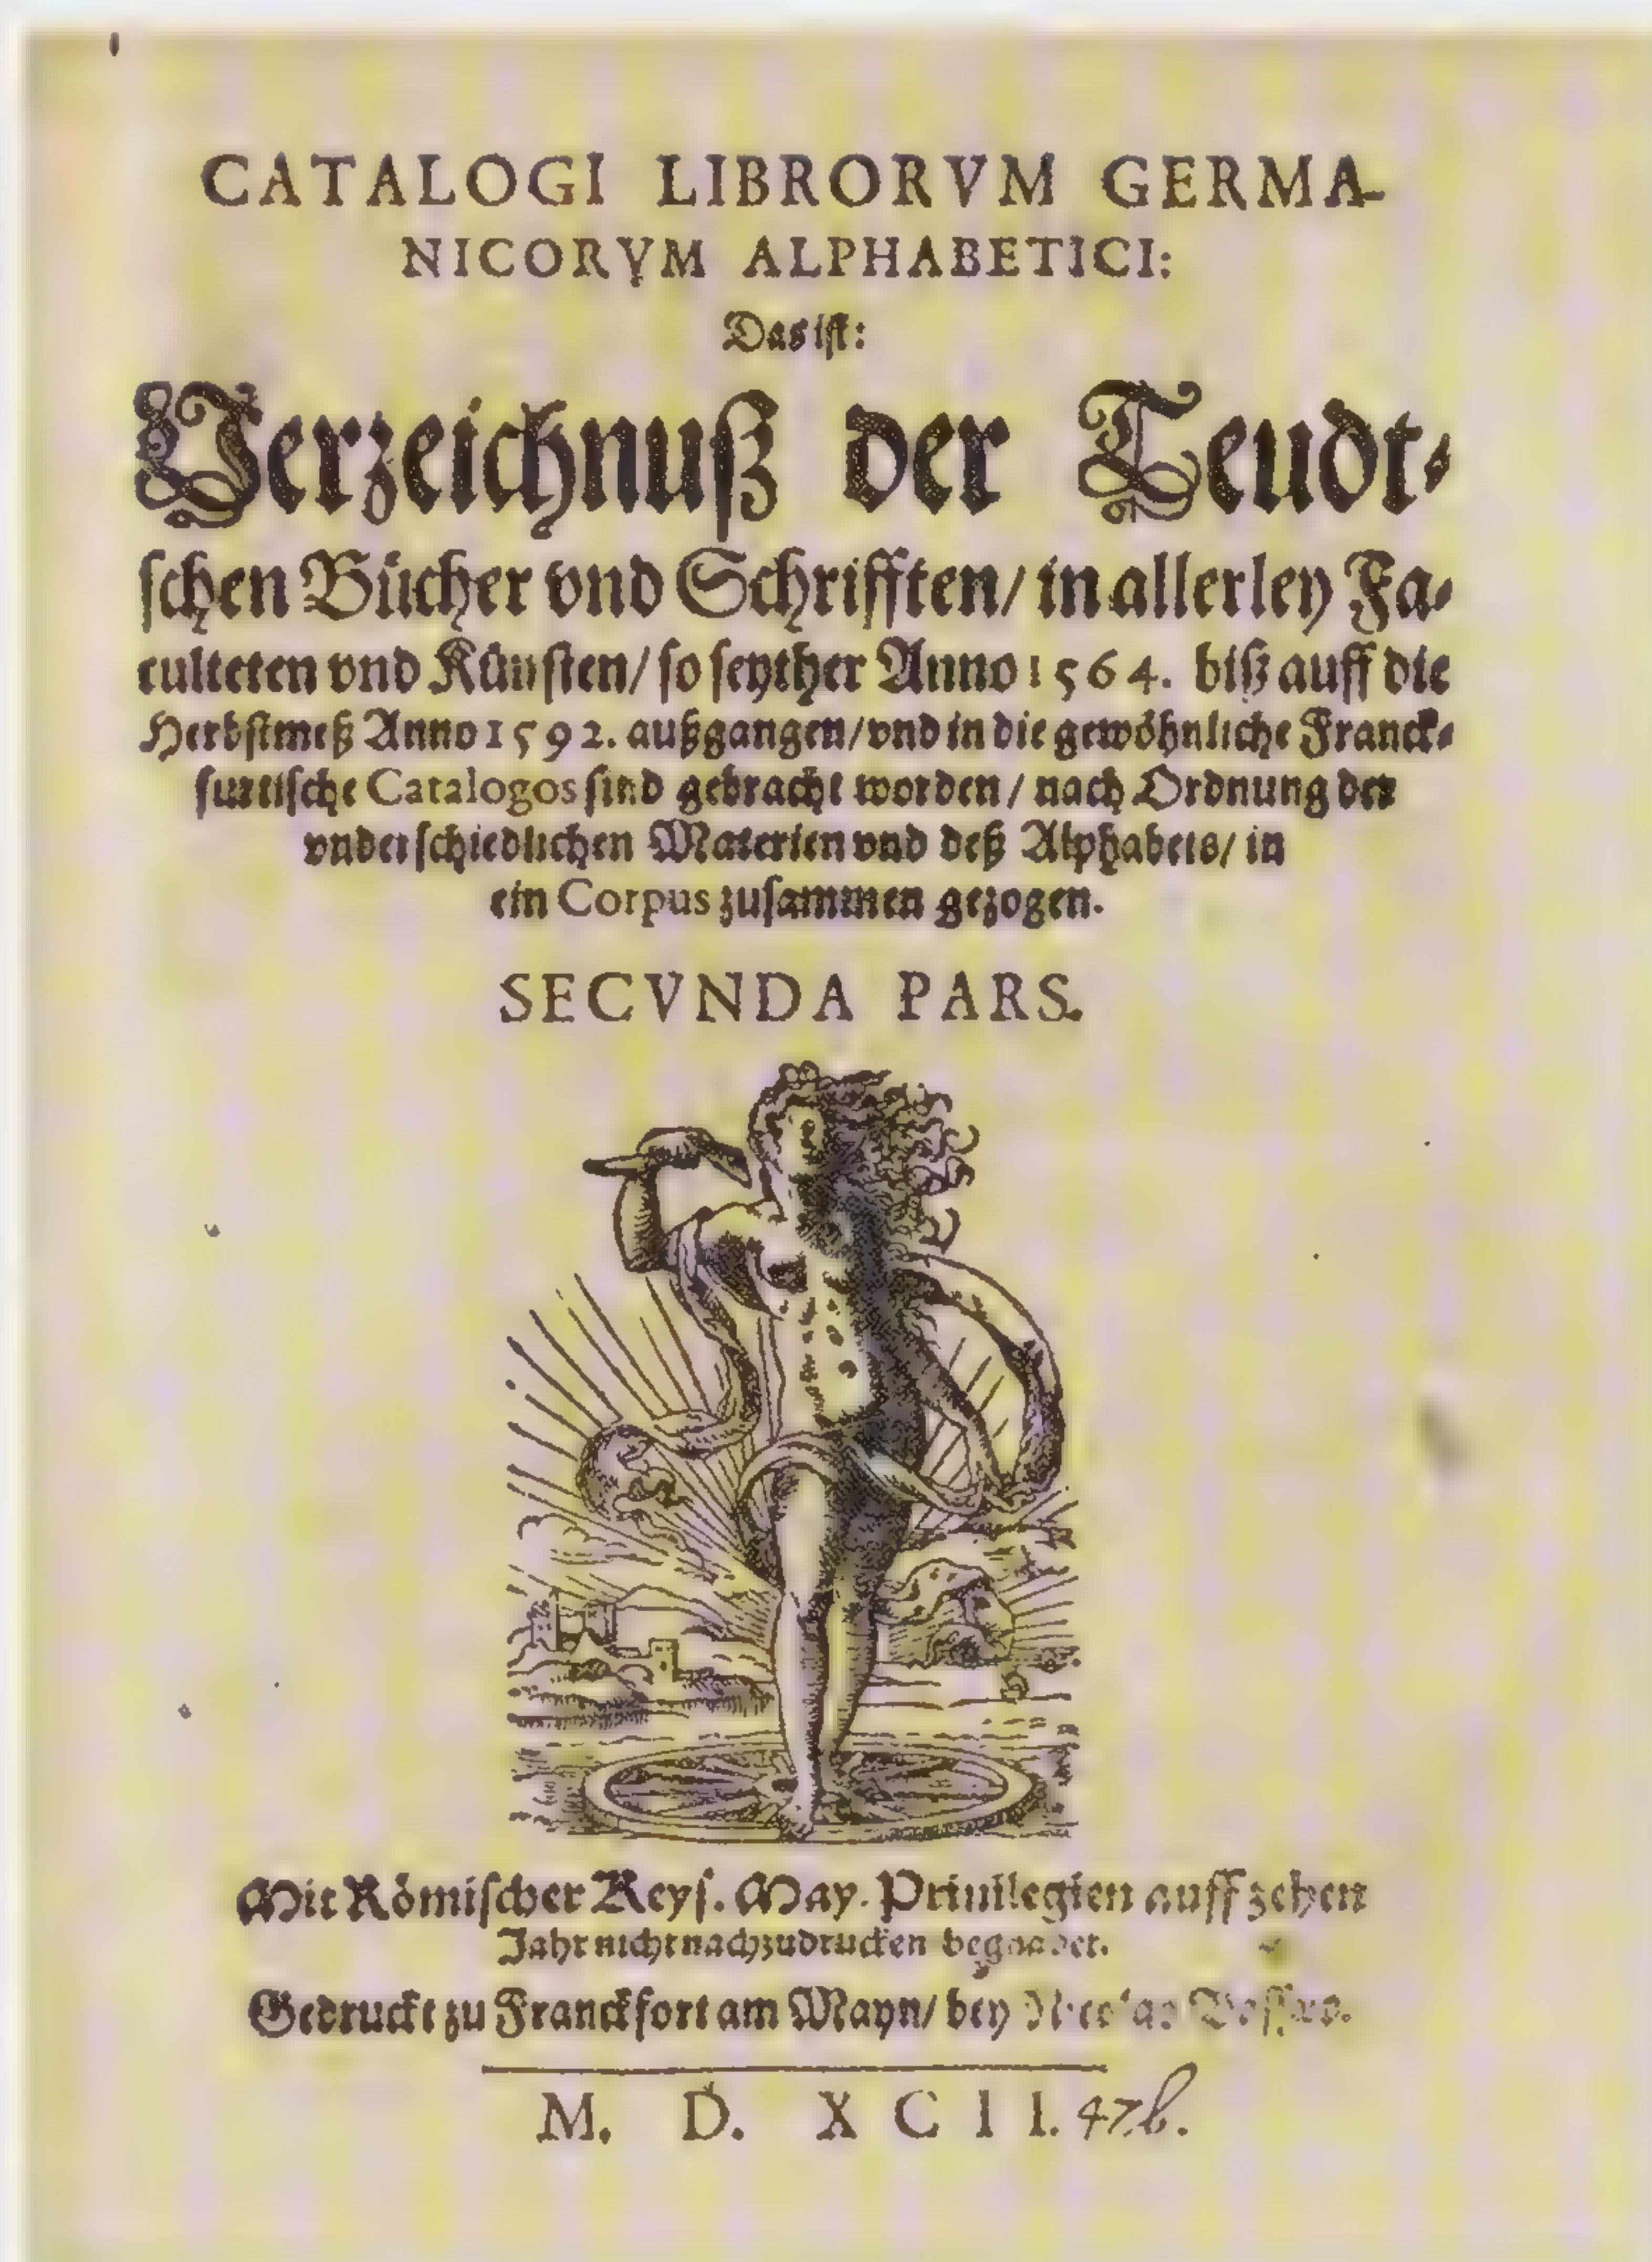 CATALOGI LIBRORVM GERMA-
NICORVM ALPHABETICI:
Das iſt:
Verzeichnuß der Teudt-
ſchen Bücher vnd Schrifften/ in allerley Fa-
culteten vnd Künſten/ ſo ſeyther Anno 1564. biß auff die
Herbſtmeß Anno 1592. außgangen/ vnd in die gewöhnliche Franck-
furtiſche Catalogos ſind gebracht worden/ nach Ordnung der
vnderſchiedlichen Materien vnd deß Alphabets/ in
ein Corpus zuſammen gezogen.
SECVNDA PARS.
Mit Römiſcher Keyſ. May. Priuilegien auff zehen
Jahr nicht nachzudrucken begnadet.
Gedruckt zu Franckfort am Mayn/ bey
M. D. XCII. 47.b.